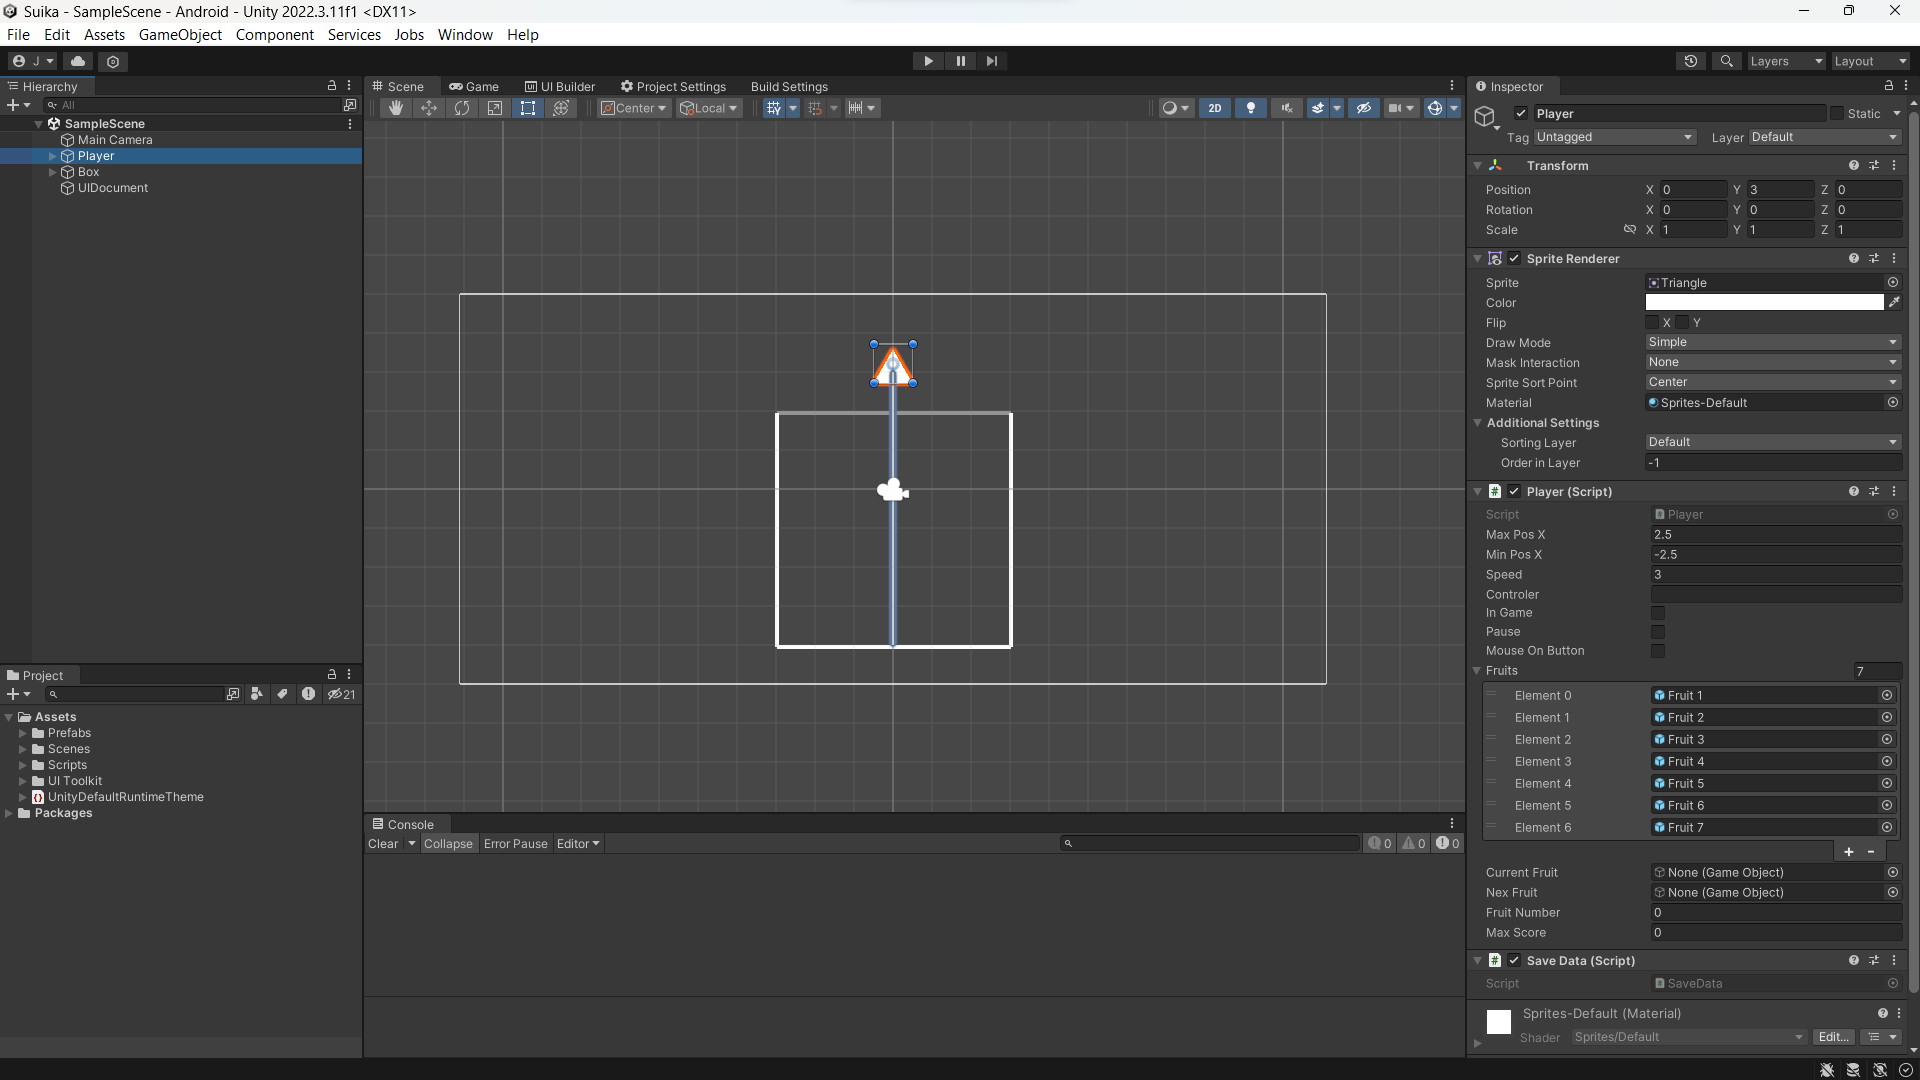 Suika - SampleScene - Android - Unity 2022.3.11f1 <DX11>
File Edit Assets GameObject Component Services Jobs Window Help
J Layers Layout
Hierarchy
All
SampleScene
Main Camera
Player
Box
UIDocument
Scene Game UI Builder Project Settings Build Settings
Center Local 2D
Project
21
Assets
Prefabs
Scenes
Scripts
UI Toolkit
UnityDefaultRuntimeTheme
Packages
Console
Clear Collapse Error Pause Editor 0 0 0
Inspector
Player Static
Tag Untagged Layer Default
Transform
Position X 0 Y 3 Z 0
Rotation X 0 Y 0 Z 0
Scale X 1 Y 1 Z 1
Sprite Renderer
Sprite Triangle
Color
Flip X Y
Draw Mode Simple
Mask Interaction None
Sprite Sort Point Center
Material Sprites-Default
Additional Settings
Sorting Layer Default
Order in Layer -1
# Player (Script)
Script Player
Max Pos X 2.5
Min Pos X -2.5
Speed 3
Controler
In Game
Pause
Mouse On Button
Fruits 7
Element 0 Fruit 1
Element 1 Fruit 2
Element 2 Fruit 3
Element 3 Fruit 4
Element 4 Fruit 5
Element 5 Fruit 6
Element 6 Fruit 7
+ -
Current Fruit None (Game Object)
Nex Fruit None (Game Object)
Fruit Number 0
Max Score 0
# Save Data (Script)
Script SaveData
Sprites-Default (Material)
Shader Sprites/Default Edit...